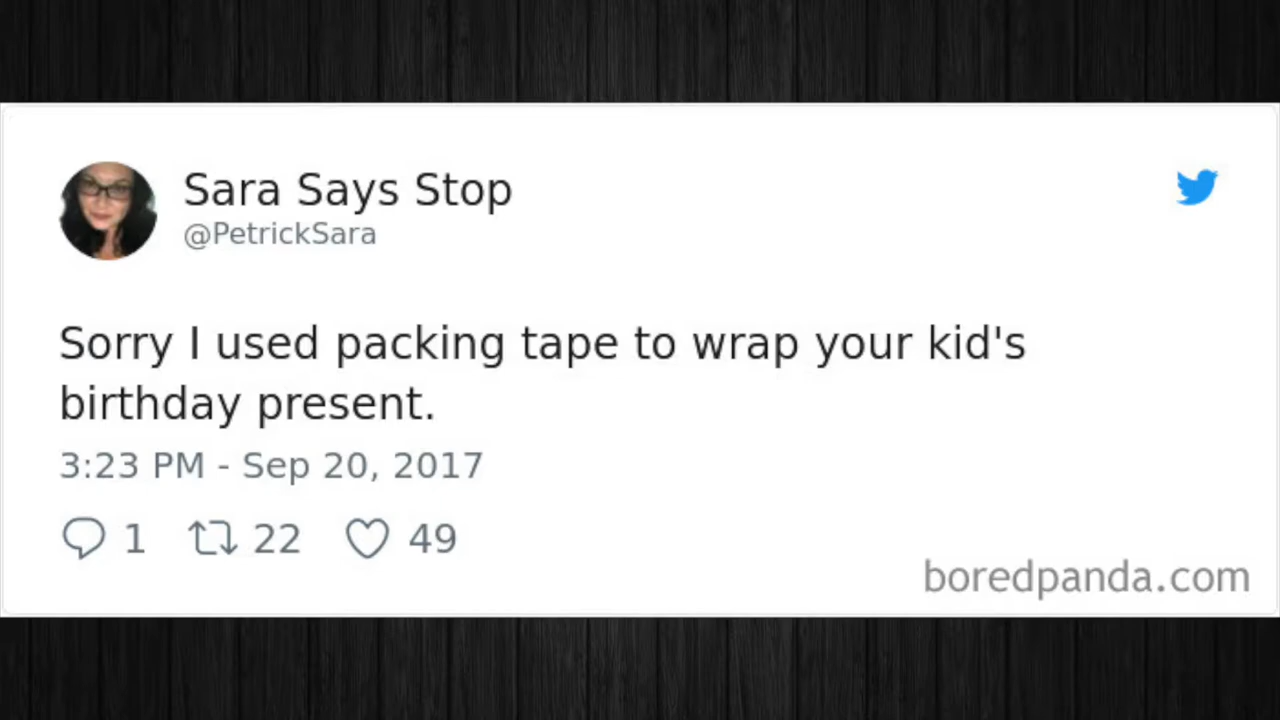 Sara Says Stop
@PetrickSara
Sorry I used packing tape to wrap your kid's
birthday present.
3:23 PM - Sep 20, 2017
1 22 49
boredpanda.com